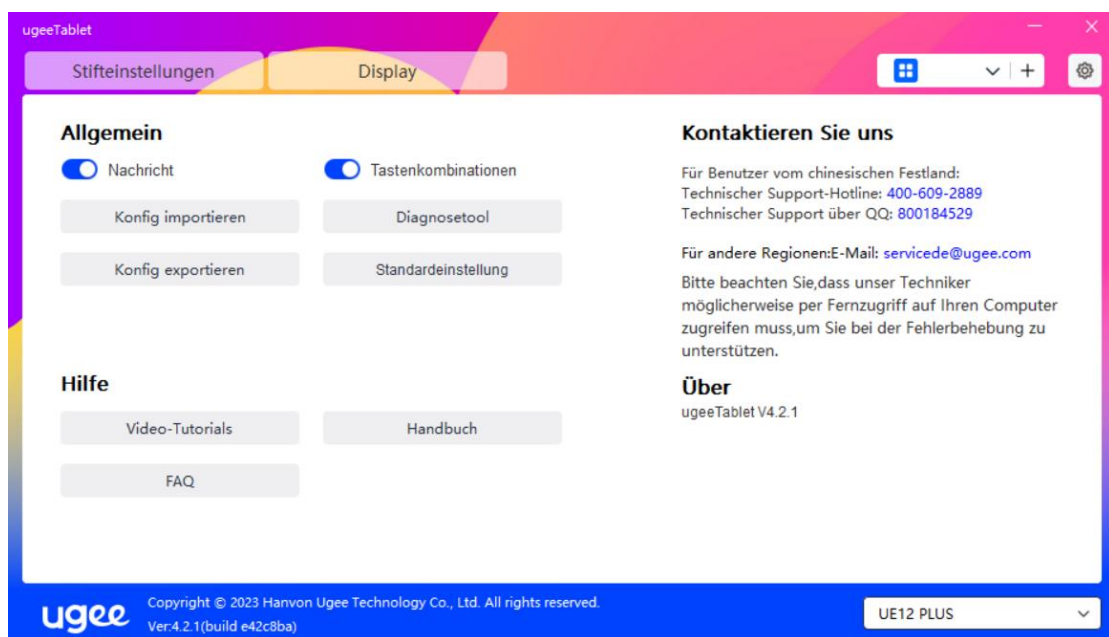 ugeeTablet
Stifteinstellungen
Display
Allgemein
Nachricht
Tastenkombinationen
Konfig importieren
Diagnosetool
Konfig exportieren
Standardeinstellung
Hilfe
Video-Tutorials
Handbuch
FAQ
Kontaktieren Sie uns
Für Benutzer vom chinesischen Festland:
Technischer Support-Hotline: 400-609-2889
Technischer Support über QQ: 800184529
Für andere Regionen:E-Mail: servicede@ugee.com
Bitte beachten Sie,dass unser Techniker
möglicherweise per Fernzugriff auf Ihren Computer
zugreifen muss,um Sie bei der Fehlerbehebung zu
unterstützen.
Über
ugeeTablet V4.2.1
ugee
Copyright © 2023 Hanvon Ugee Technology Co., Ltd. All rights reserved.
Ver:4.2.1(build e42c8ba)
UE12 PLUS